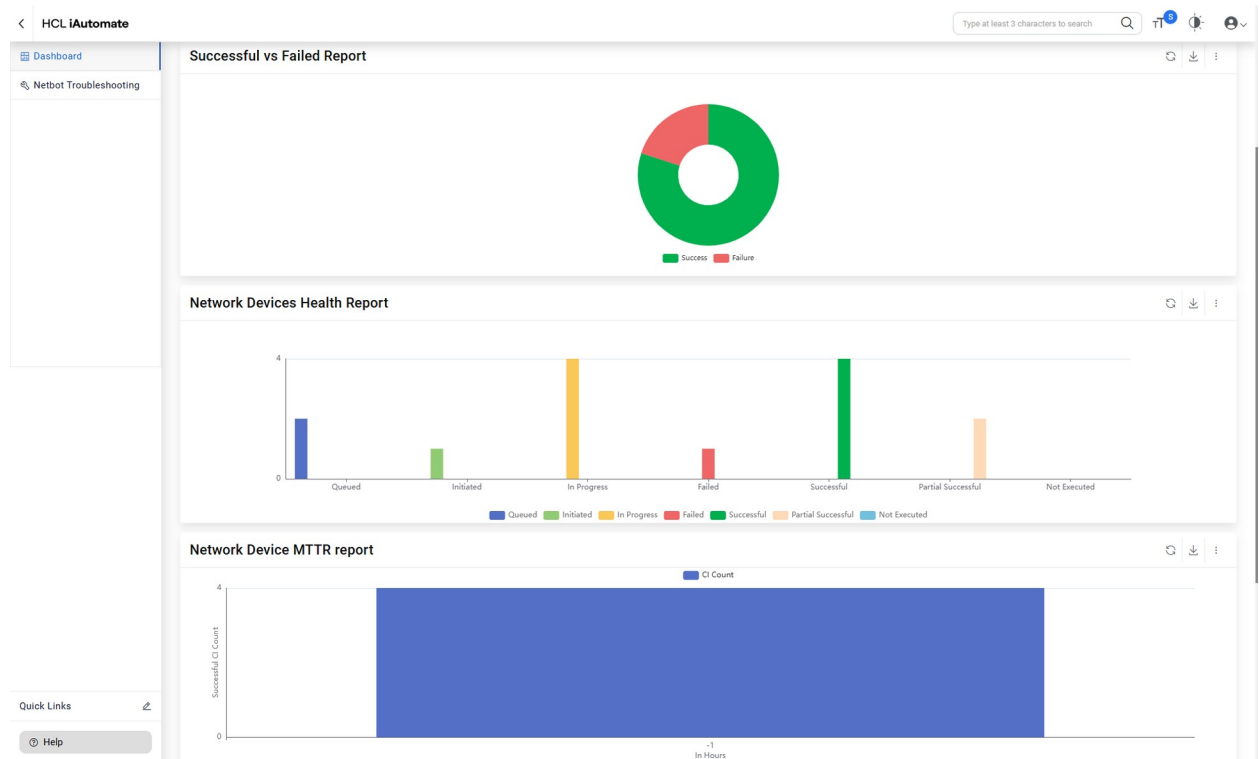 HCL iAutomate
Type at least 3 characters to search
S
Dashboard
Netbot Troubleshooting
Quick Links
Help
Successful vs Failed Report
Success Failure
Network Devices Health Report
4
0
Queued Initiated In Progress Failed Successful Partial Successful Not Executed
Queued Initiated In Progress Failed Successful Partial Successful Not Executed
Network Device MTTR report
CI Count
Successful CI Count
4
0
-1
In Hours